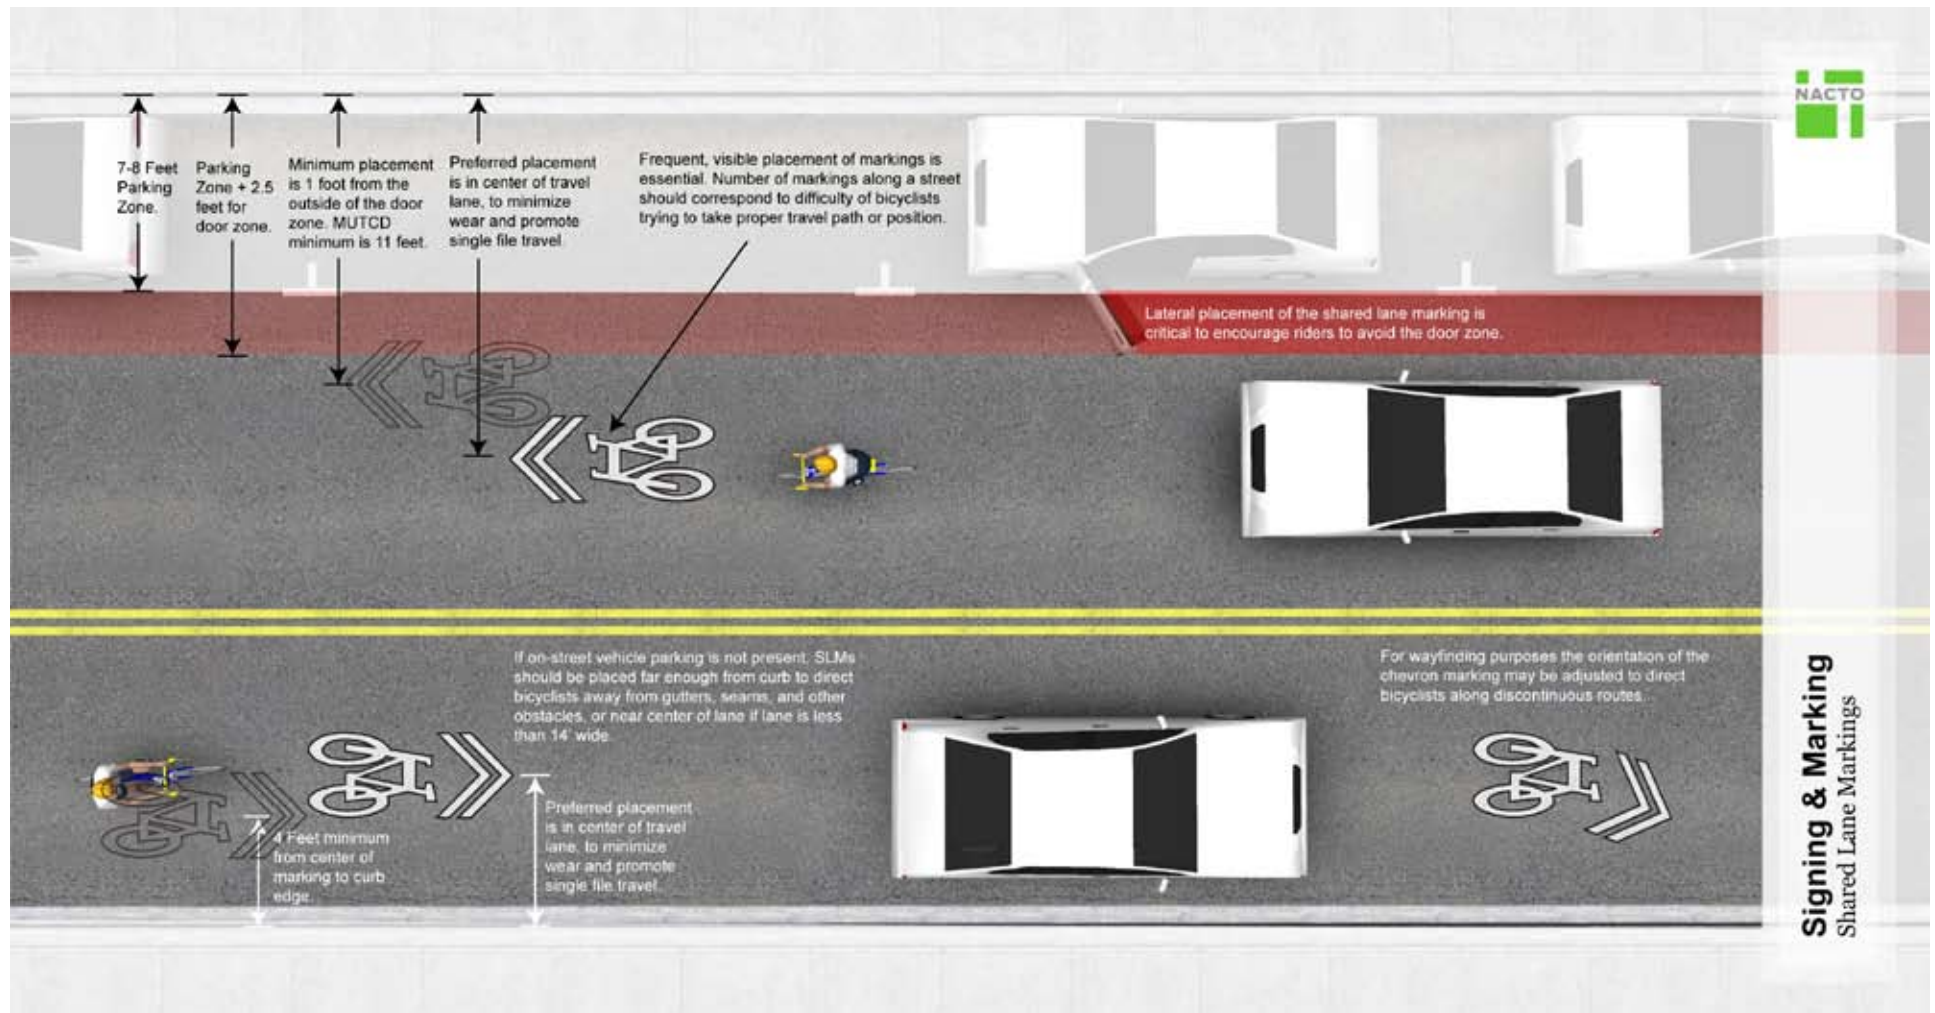 NACTO
7-8 Feet
Parking
Zone.
Parking
Zone + 2.5
feet for
door zone.
Minimum placement
is 1 foot from the
outside of the door
zone. MUTCD
minimum is 11 feet.
Preferred placement
is in center of travel
lane, to minimize
wear and promote
single file travel.
Frequent, visible placement of markings is
essential. Number of markings along a street
should correspond to difficulty of bicyclists
trying to take proper travel path or position.
Lateral placement of the shared lane marking is
critical to encourage riders to avoid the door zone.
If on-street vehicle parking is not present, SLMs
should be placed far enough from curb to direct
bicyclists away from gutters, seams, and other
obstacles, or near center of lane if lane is less
than 14' wide.
For wayfinding purposes the orientation of the
chevron marking may be adjusted to direct
bicyclists along discontinuous routes.
4 Feet minimum
from center of
marking to curb
edge.
Preferred placement
is in center of travel
lane, to minimize
wear and promote
single file travel.
Signing & Marking
Shared Lane Markings